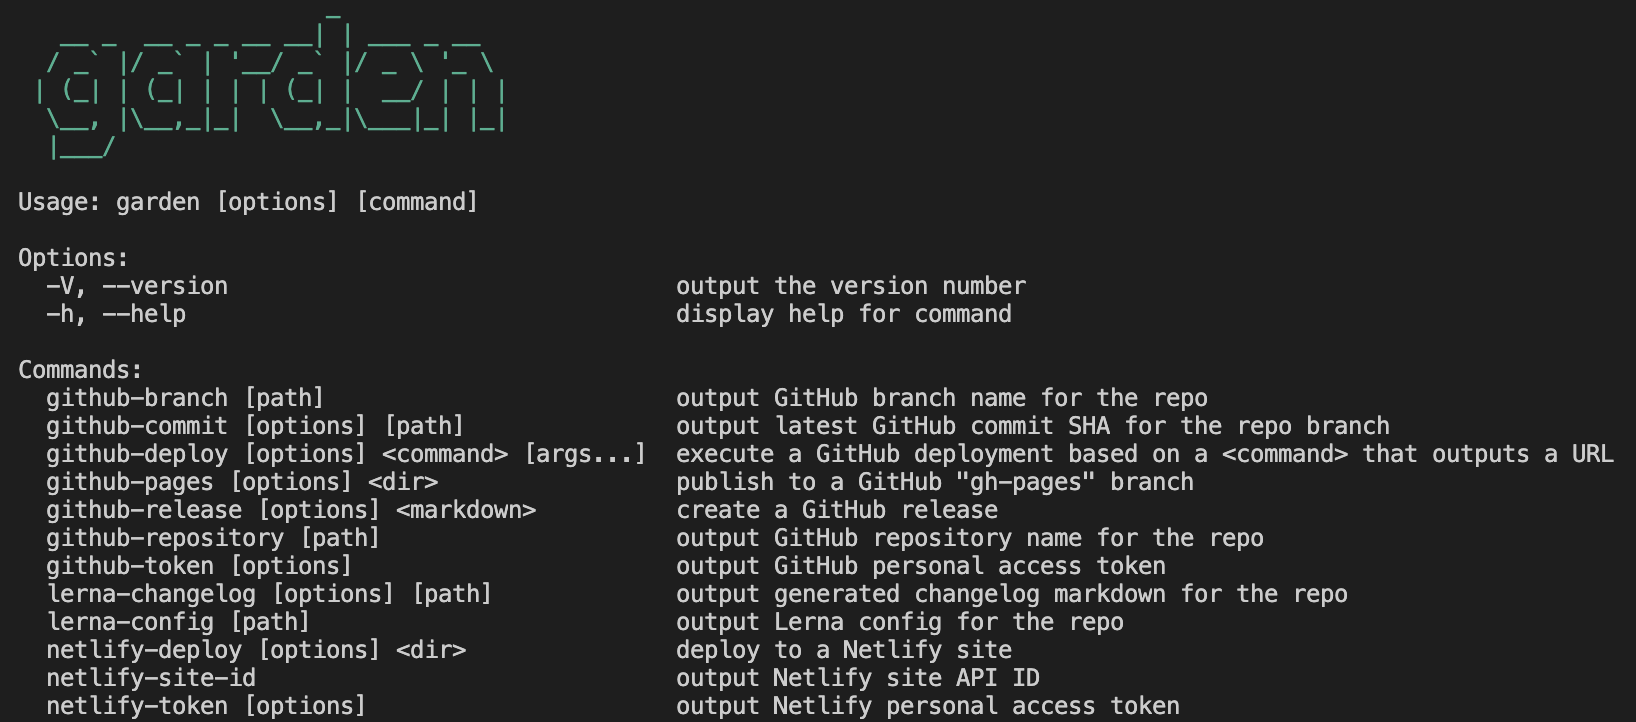 garden
Usage: garden [options] [command]
Options:
-V, --version output the version number
-h, --help display help for command
Commands:
github-branch [path] output GitHub branch name for the repo
github-commit [options] [path] output latest GitHub commit SHA for the repo branch
github-deploy [options] <command> [args...] execute a GitHub deployment based on a <command> that outputs a URL
github-pages [options] <dir> publish to a GitHub "gh-pages" branch
github-release [options] <markdown> create a GitHub release
github-repository [path] output GitHub repository name for the repo
github-token [options] output GitHub personal access token
lerna-changelog [options] [path] output generated changelog markdown for the repo
lerna-config [path] output Lerna config for the repo
netlify-deploy [options] <dir> deploy to a Netlify site
netlify-site-id output Netlify site API ID
netlify-token [options] output Netlify personal access token